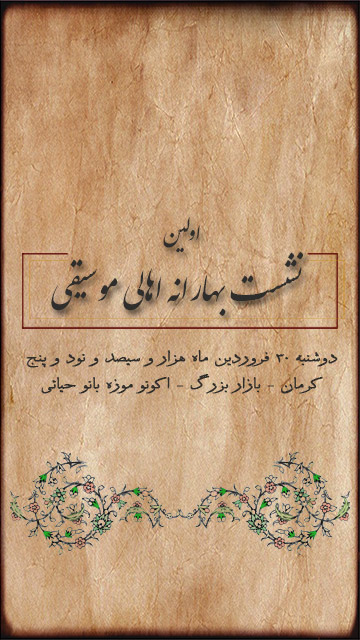 اولین
نشست بهارانه اهالی موسیقی
دوشنبه ۳۰ فروردین ماه هزار و سیصد و نود و پنج
کرمان - بازار بزرگ - اکونو موزه بانو حیاتی